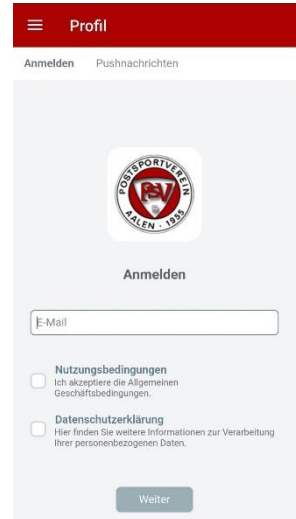 Profil
Anmelden Pushnachrichten
POSTSPORTVEREIN
PSV
AALEN · 1955
Anmelden
E-Mail
Nutzungsbedingungen
Ich akzeptiere die Allgemeinen
Geschäftsbedingungen.
Datenschutzerklärung
Hier finden Sie weitere Informationen zur Verarbeitung
Ihrer personenbezogenen Daten.
Weiter